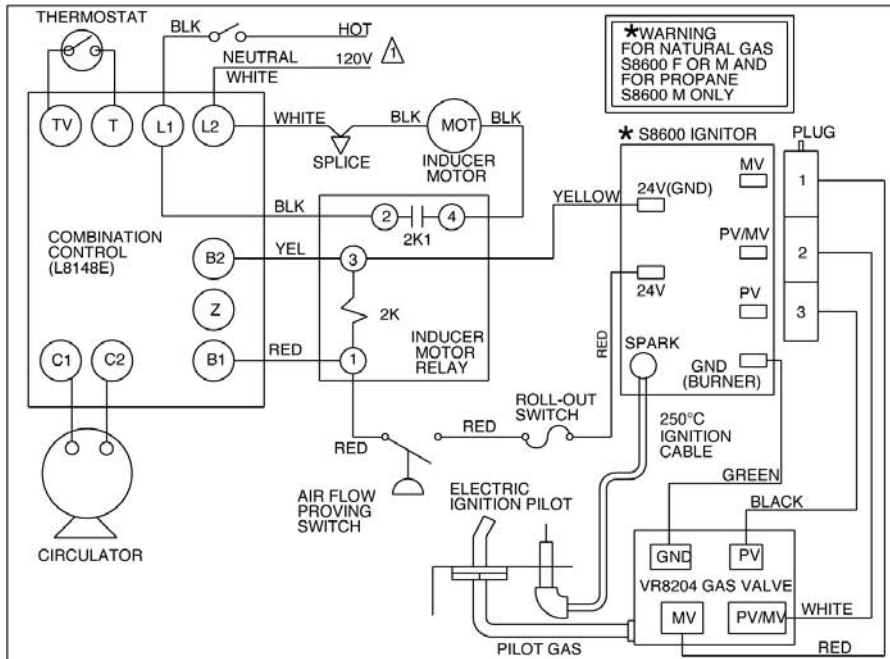 THERMOSTAT
BLK
HOT
NEUTRAL
120V
1
WHITE
★WARNING
FOR NATURAL GAS
S8600 F OR M AND
FOR PROPANE
S8600 M ONLY
TV
T
L1
L2
WHITE
BLK
MOT
BLK
SPLICE
INDUCER
MOTOR
★ S8600 IGNITOR
PLUG
MV
1
24V(GND)
YELLOW
BLK
2
4
2K1
COMBINATION
CONTROL
(L8148E)
B2
YEL
3
PV/MV
2
24V
Z
2K
PV
3
RED
C1
C2
B1
RED
1
INDUCER
MOTOR
RELAY
SPARK
GND
(BURNER)
ROLL-OUT
SWITCH
RED
RED
250°C
IGNITION
CABLE
AIR FLOW
PROVING
SWITCH
ELECTRIC
IGNITION PILOT
GREEN
BLACK
CIRCULATOR
GND
PV
VR8204 GAS VALVE
MV
PV/MV
WHITE
PILOT GAS
RED